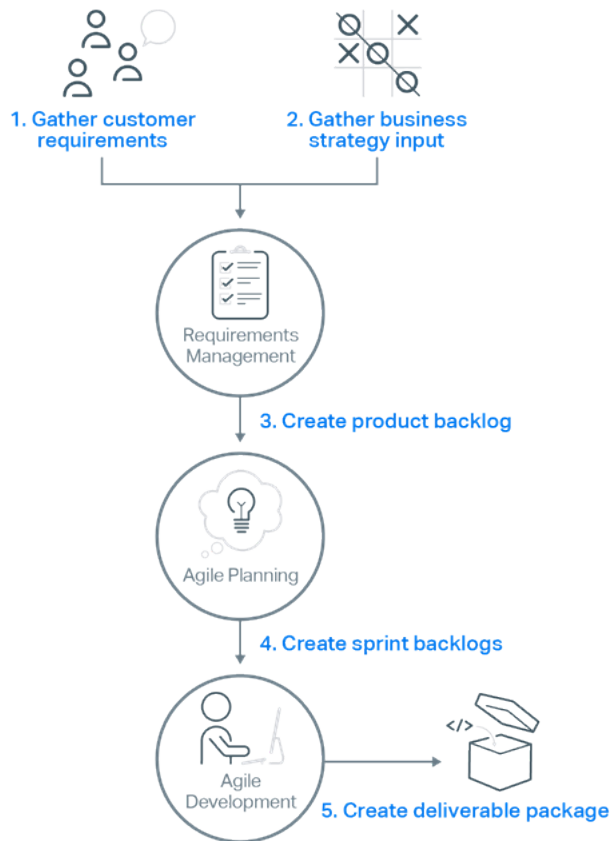 1. Gather customer
requirements
2. Gather business
strategy input
Requirements
Management
3. Create product backlog
Agile Planning
4. Create sprint backlogs
</>
Agile
Development
5. Create deliverable package